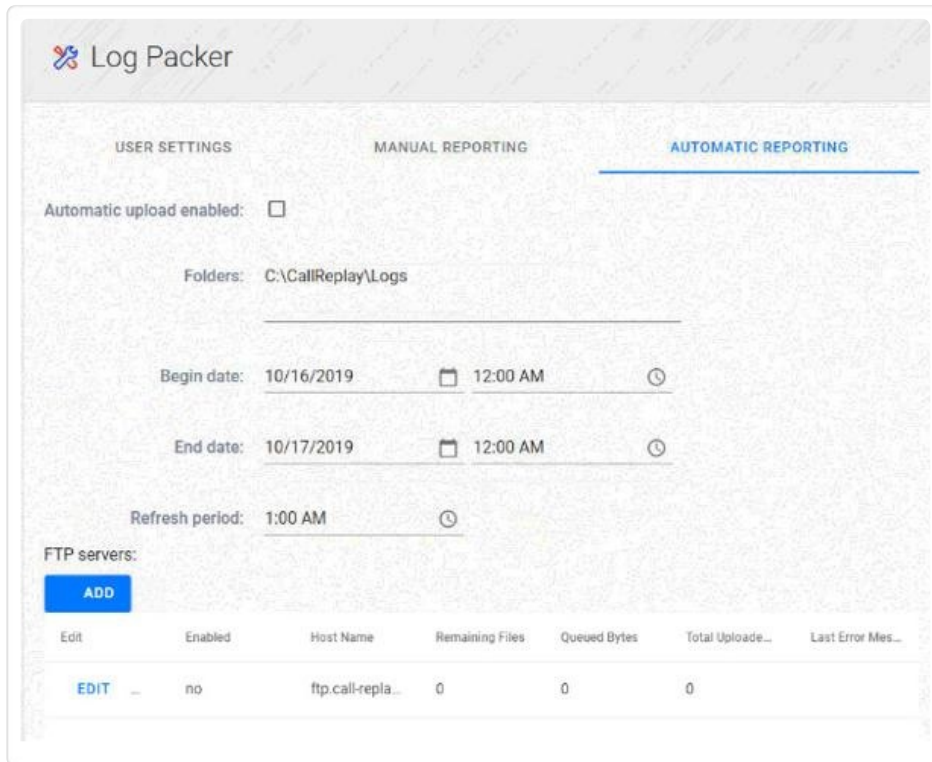 Log Packer
USER SETTINGS MANUAL REPORTING AUTOMATIC REPORTING
Automatic upload enabled:
Folders: C:\CallReplay\Logs
Begin date: 10/16/2019 12:00 AM
End date: 10/17/2019 12:00 AM
Refresh period: 1:00 AM
FTP servers:
ADD
Edit Enabled Host Name Remaining Files Queued Bytes Total Uploade... Last Error Mes...
EDIT ... no ftp.call-repla... 0 0 0